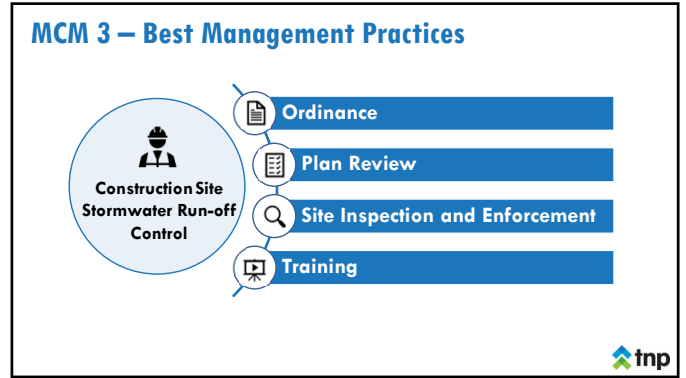 MCM 3 – Best Management Practices
Ordinance
Plan Review
Construction Site
Stormwater Run-off
Control
Site Inspection and Enforcement
Training
tnp